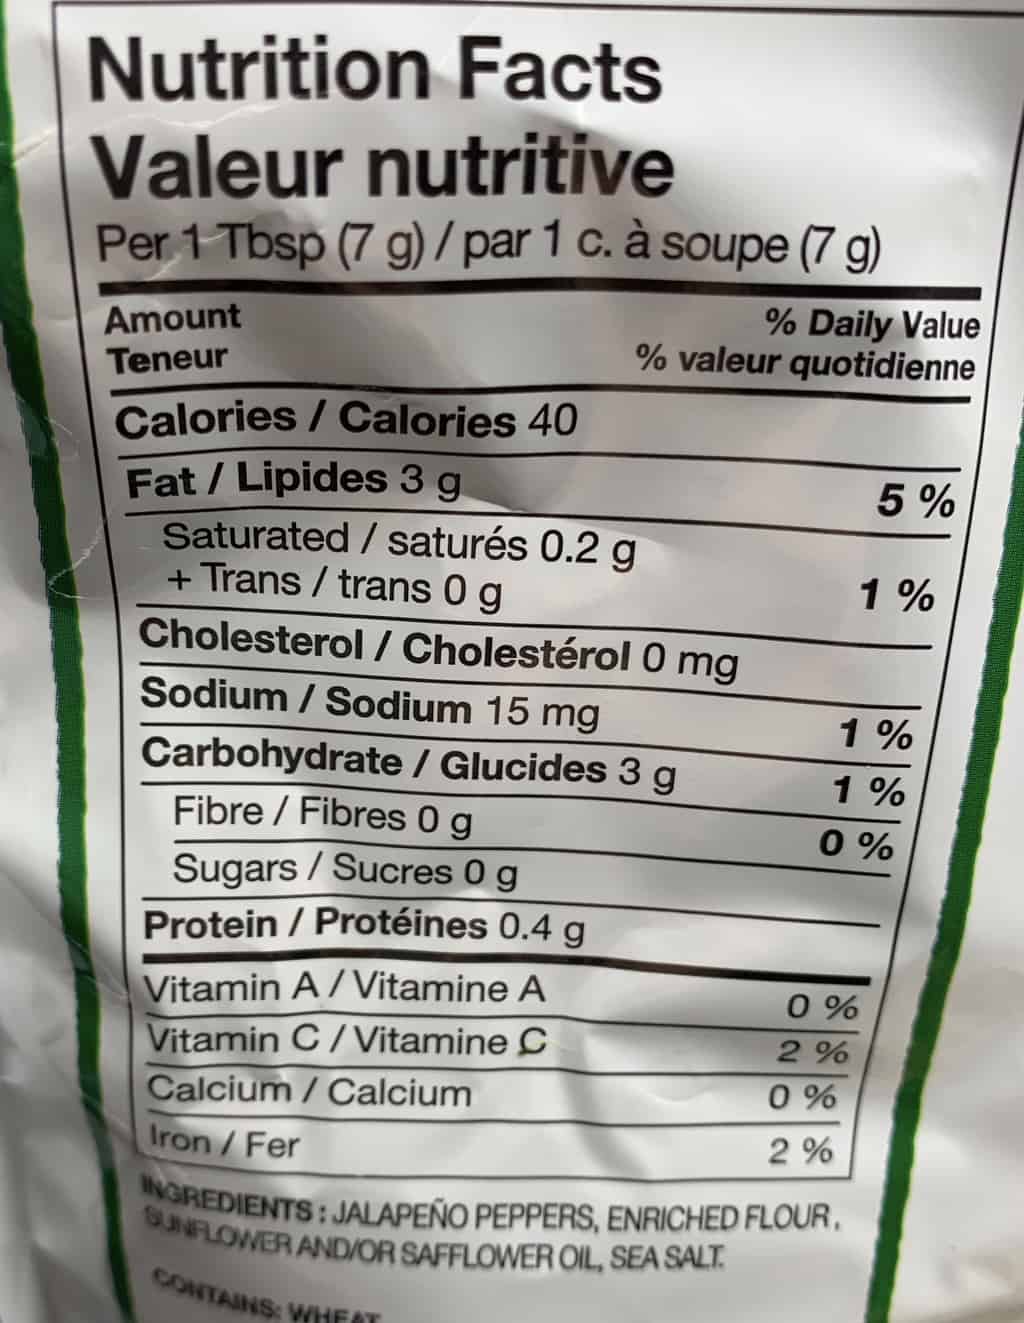 Nutrition Facts
Valeur nutritive
Per 1 Tbsp (7 g) / par 1 c. à soupe (7 g)
Amount % Daily Value
Teneur % valeur quotidienne
Calories / Calories 40
Fat / Lipides 3 g 5 %
Saturated / saturés 0.2 g
+ Trans / trans 0 g 1 %
Cholesterol / Cholestérol 0 mg
Sodium / Sodium 15 mg 1 %
Carbohydrate / Glucides 3 g 1 %
Fibre / Fibres 0 g 0 %
Sugars / Sucres 0 g
Protein / Protéines 0.4 g
Vitamin A / Vitamine A 0 %
Vitamin C / Vitamine C 2 %
Calcium / Calcium 0 %
Iron / Fer 2 %
INGREDIENTS : JALAPEÑO PEPPERS, ENRICHED FLOUR,
SUNFLOWER AND/OR SAFFLOWER OIL, SEA SALT.
CONTAINS: WHEAT